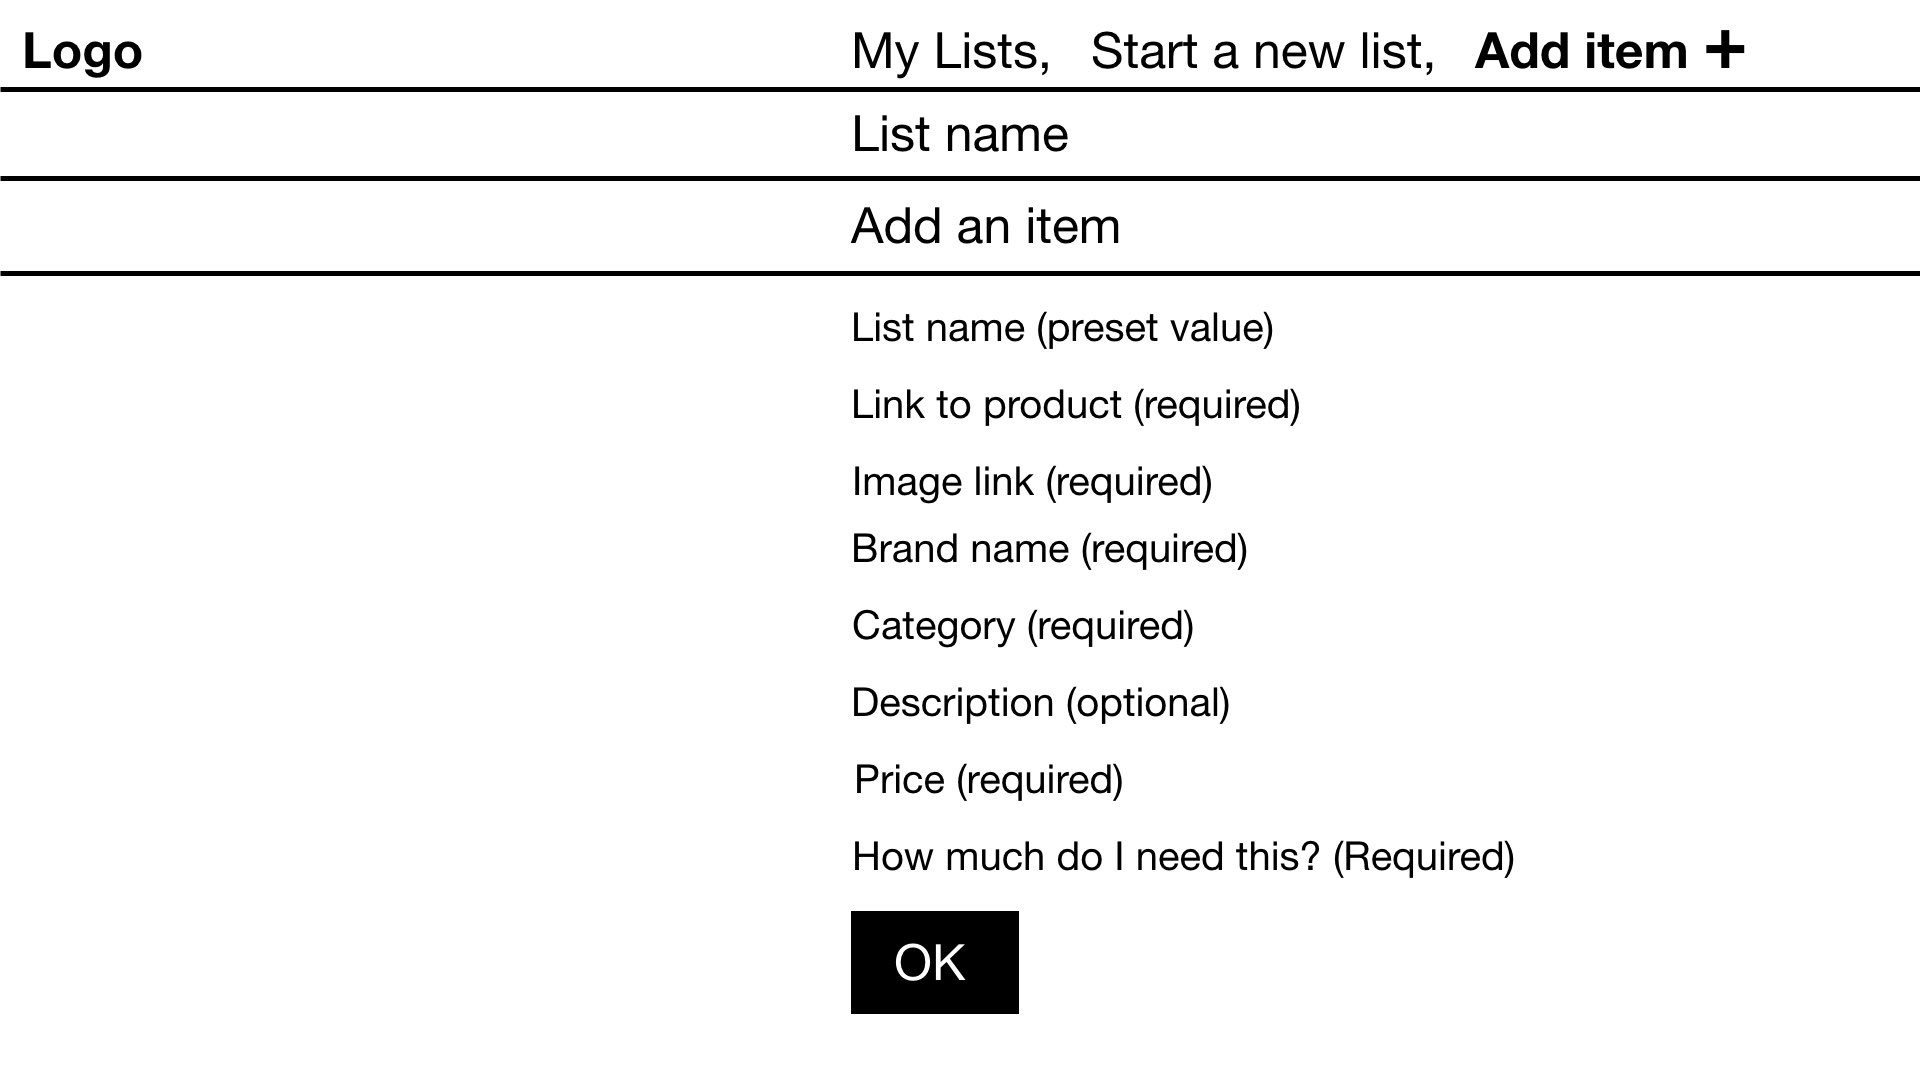 Logo
My Lists, Start a new list, Add item +
List name
Add an item
List name (preset value)
Link to product (required)
Image link (required)
Brand name (required)
Category (required)
Description (optional)
Price (required)
How much do I need this? (Required)
OK